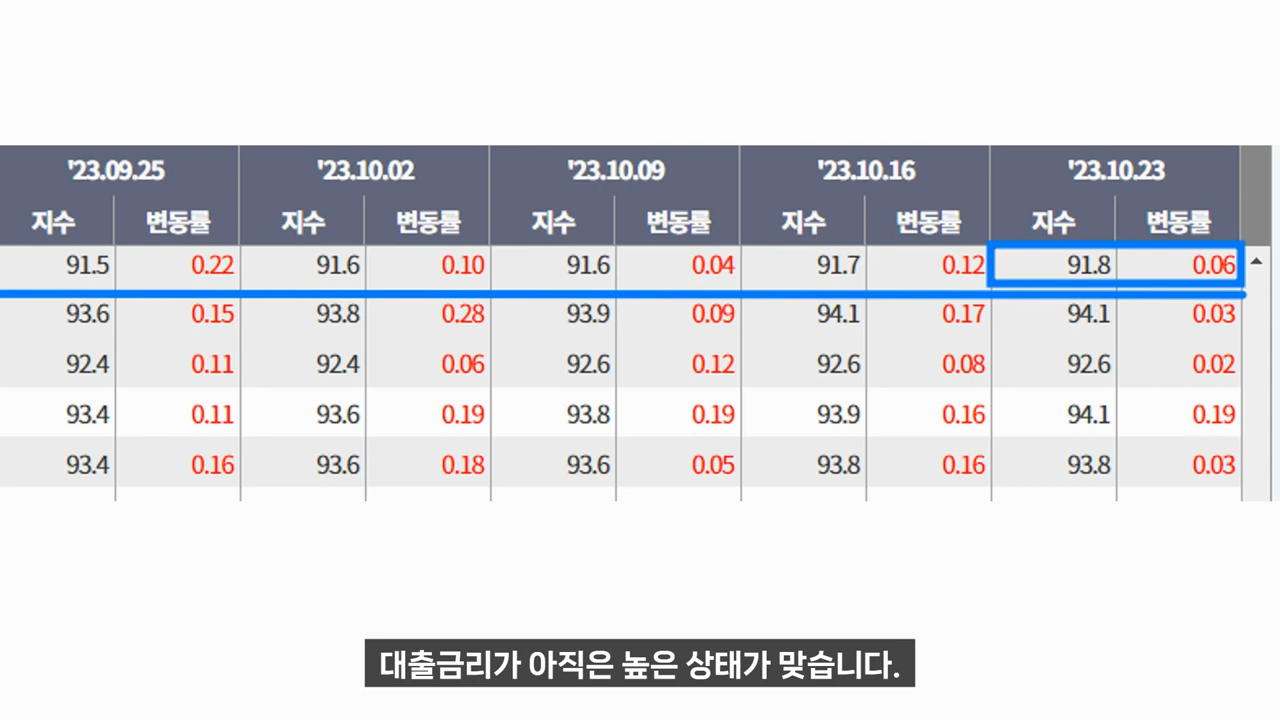 '23.09.25 '23.10.02 '23.10.09 '23.10.16 '23.10.23
지수 변동률 지수 변동률 지수 변동률 지수 변동률 지수 변동률
91.5 0.22 91.6 0.10 91.6 0.04 91.7 0.12 91.8 0.06
93.6 0.15 93.8 0.28 93.9 0.09 94.1 0.17 94.1 0.03
92.4 0.11 92.4 0.06 92.6 0.12 92.6 0.08 92.6 0.02
93.4 0.11 93.6 0.19 93.8 0.19 93.9 0.16 94.1 0.19
93.4 0.16 93.6 0.18 93.6 0.05 93.8 0.16 93.8 0.03
대출금리가 아직은 높은 상태가 맞습니다.